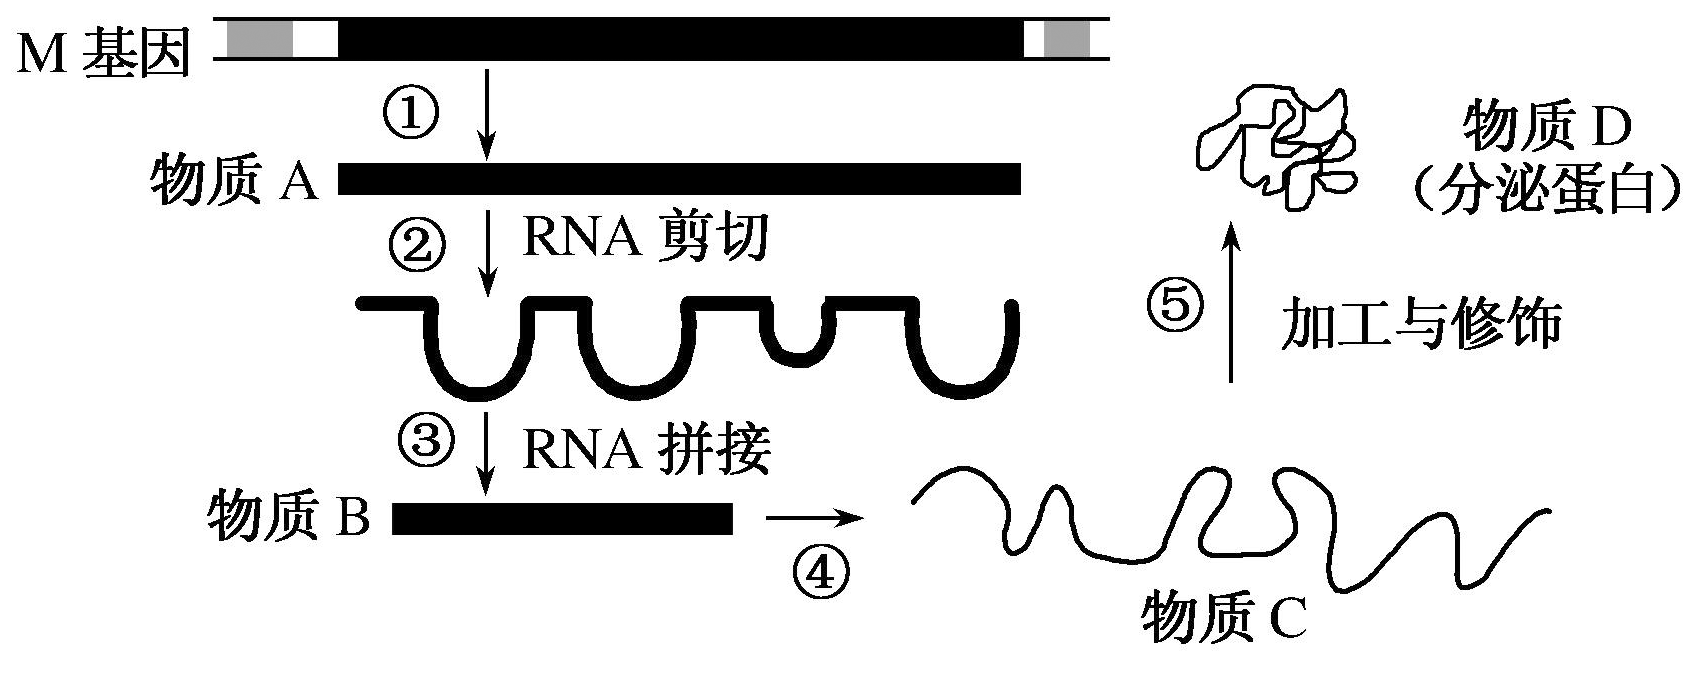 M 基因
①
物质 A
② RNA 剪切
③ RNA 拼接
物质 B
④
物质 C
⑤ 加工与修饰
物质 D
（分泌蛋白）